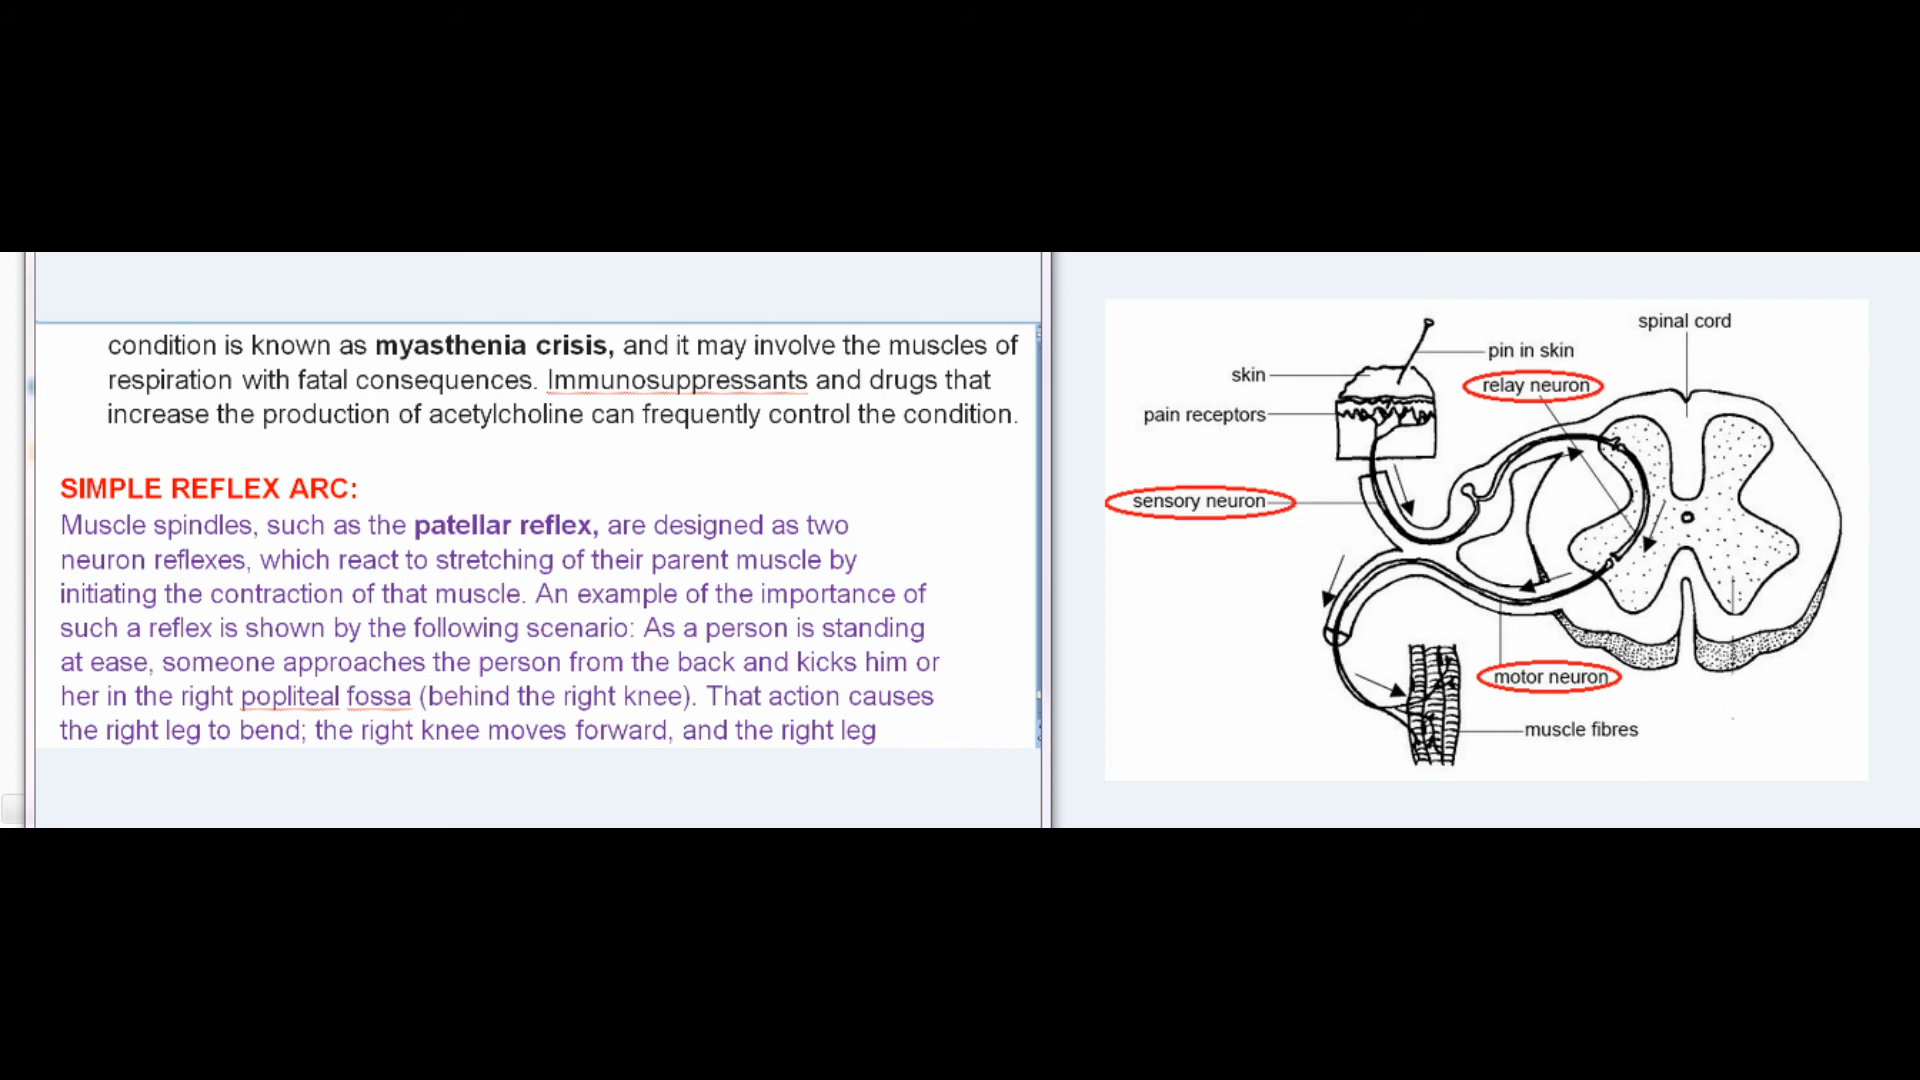 condition is known as myasthenia crisis, and it may involve the muscles of
respiration with fatal consequences. Immunosuppressants and drugs that
increase the production of acetylcholine can frequently control the condition.
SIMPLE REFLEX ARC:
Muscle spindles, such as the patellar reflex, are designed as two
neuron reflexes, which react to stretching of their parent muscle by
initiating the contraction of that muscle. An example of the importance of
such a reflex is shown by the following scenario: As a person is standing
at ease, someone approaches the person from the back and kicks him or
her in the right popliteal fossa (behind the right knee). That action causes
the right leg to bend; the right knee moves forward, and the right leg
spinal cord
pin in skin
skin
relay neuron
pain receptors
sensory neuron
motor neuron
muscle fibres